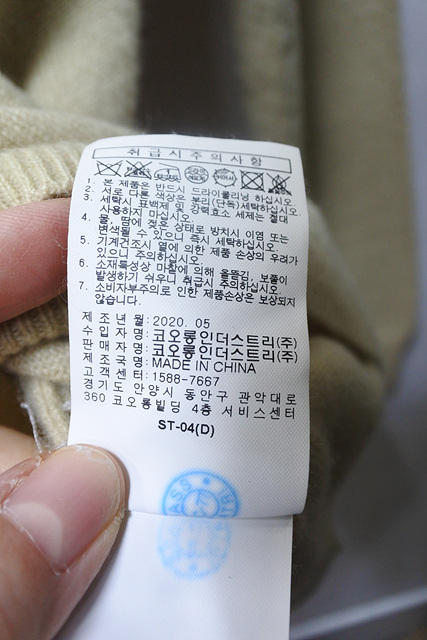 취급시주의사항
1. 본 제품은 반드시 드라이클리닝 하십시오.
2. 서로 다른 색상은 분리(단독)세탁하십시오.
3. 세탁시 표백제 및 강력효소 세제는 절대
사용하지 마십시오.
4. 물, 땀에 젖은 상태로 방치시 이염 또는
변색될 수 있으니 즉시 세탁하십시오.
5. 기계건조시 열에 의한 제품 손상의 우려가
있으니 주의하십시오.
6. 소재특성상 마찰에 의해 올뜯김, 보풀이
발생하기 쉬우니 취급시 주의하십시오.
7. 소비자부주의로 인한 제품손상은 보상되지
않습니다.
제조년월: 2020. 05
수입자명: 코오롱인더스트리(주)
판매자명: 코오롱인더스트리(주)
제조국명: MADE IN CHINA
고객센터: 1588-7667
경기도 안양시 동안구 관악대로
360 코오롱빌딩 4층 서비스센터
ST-04(D)